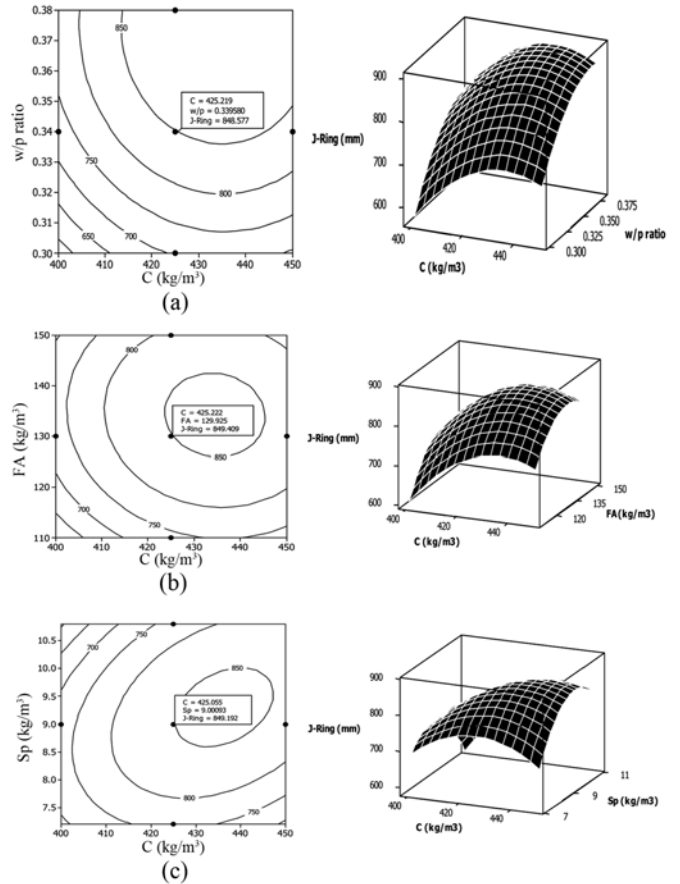 0.38
0.37
0.36
0.35
0.34
0.33
0.32
0.31
0.30
w/p ratio
850
C = 425.219
w/p = 0.339580
J-Ring = 848.577
750
800
650
700
400 410 420 430 440 450
C (kg/m³)
900
800
700
600
J-Ring (mm)
400
420
440
C (kg/m3)
0.375
0.350
0.325
0.300
w/p ratio
(a)
150
140
130
120
110
FA (kg/m³)
800
C = 425.222
FA = 129.925
J-Ring = 849.409
850
700
750
400 410 420 430 440 450
C (kg/m³)
900
800
700
600
J-Ring (mm)
400
420
440
C (kg/m3)
150
135
120
FA(kg/m3)
(b)
10.5
10.0
9.5
9.0
8.5
8.0
7.5
Sp (kg/m³)
700
750
850
C = 425.055
Sp = 9.00093
J-Ring = 849.192
800
750
400 410 420 430 440 450
C (kg/m³)
900
800
700
600
J-Ring (mm)
400
420
440
C (kg/m3)
11
9
7
Sp (kg/m3)
(c)